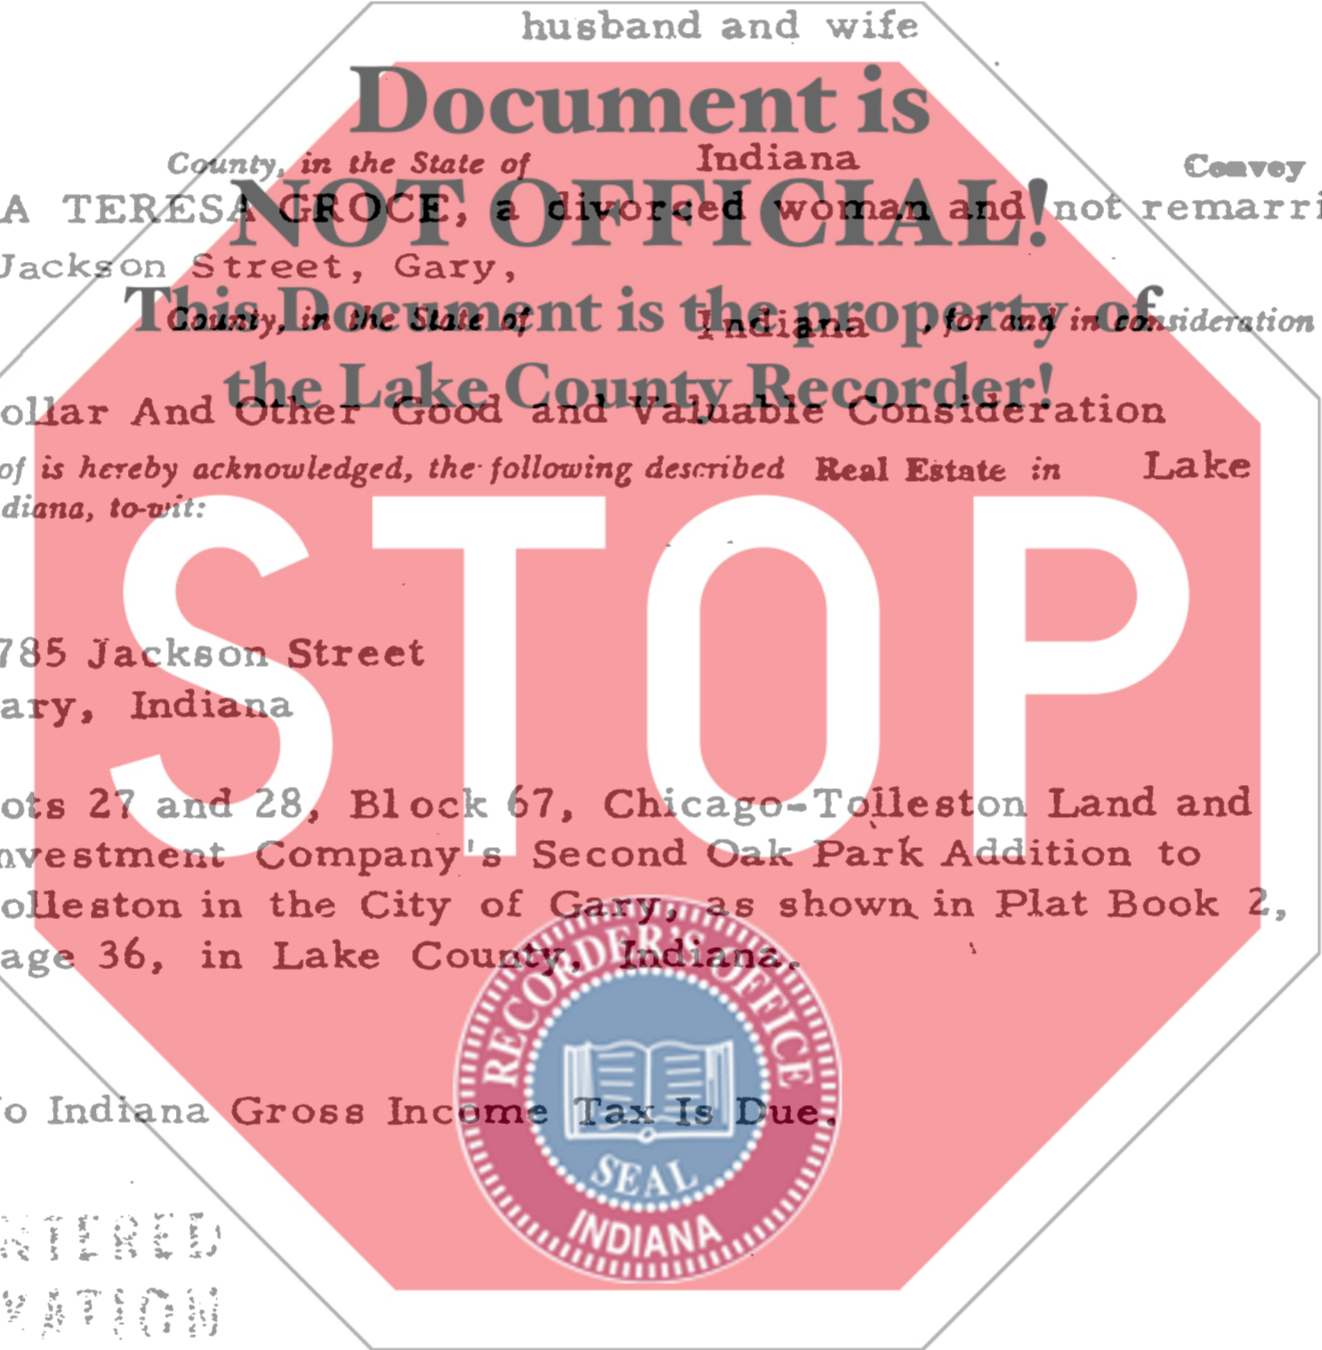 husband and wife
Document is
County, in the State of Indiana Convey
NOT OFFICIAL!
A TERESA GROCE, a divorced woman and not remarri
Jackson Street, Gary,
This Document is the property of
County, in the State of Indiana , for and in consideration
the Lake County Recorder!
ollar And Other Good and Valuable Consideration
of is hereby acknowledged, the following described Real Estate in Lake
diana, to-wit:
STOP
785 Jackson Street
ary, Indiana
ots 27 and 28, Block 67, Chicago-Tolleston Land and
nvestment Company's Second Oak Park Addition to
olleston in the City of Gary, as shown in Plat Book 2,
age 36, in Lake County, Indiana.
RECORDER'S OFFICE
o Indiana Gross Income Tax Is Due.
SEAL
INDIANA
NTERED